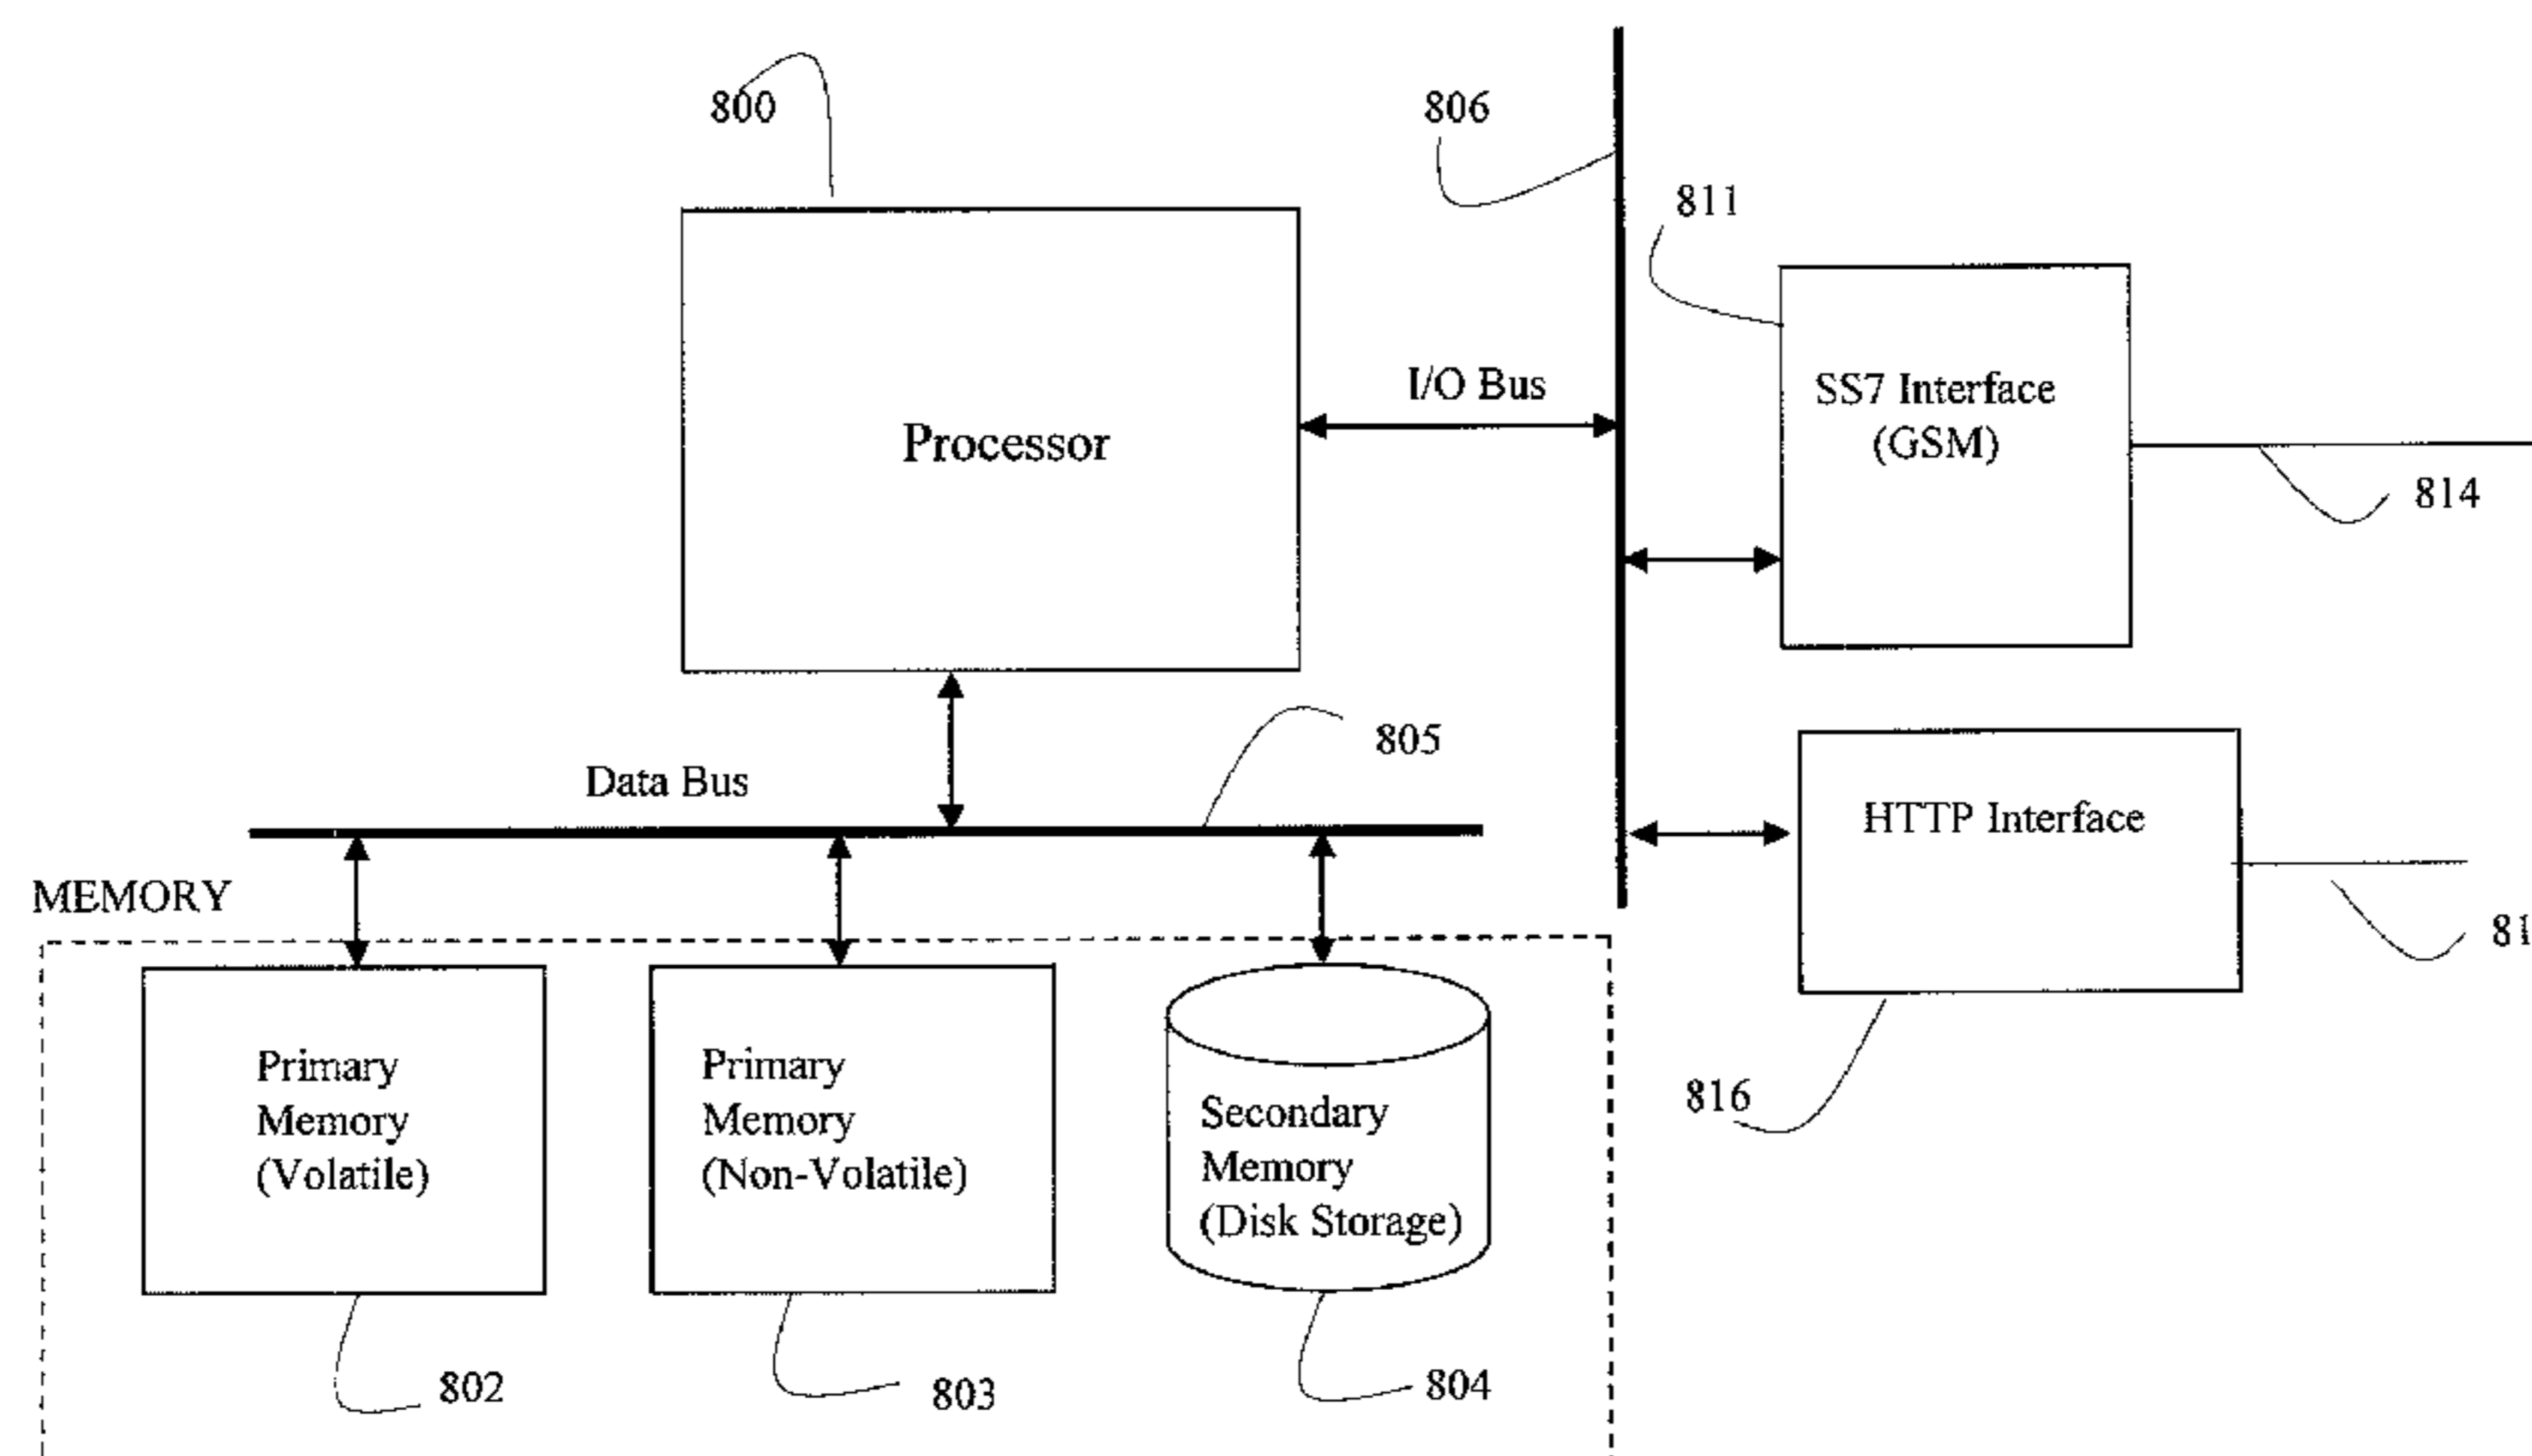 800
806
811
I/O Bus
SS7 Interface
(GSM)
Processor
814
805
Data Bus
HTTP Interface
MEMORY
81
Primary
Memory
(Volatile)
Primary
Memory
(Non-Volatile)
Secondary
Memory
(Disk Storage)
816
802
803
804